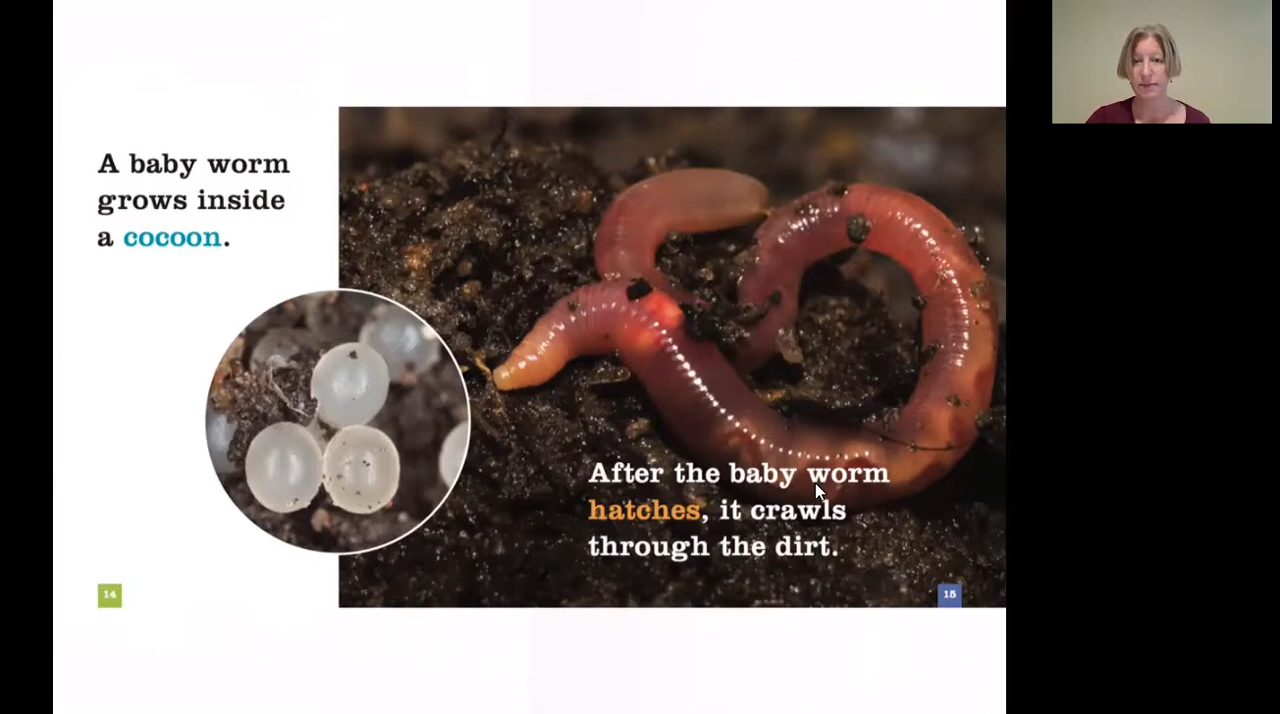 A baby worm
grows inside
a cocoon.
After the baby worm
hatches, it crawls
through the dirt.
14
15